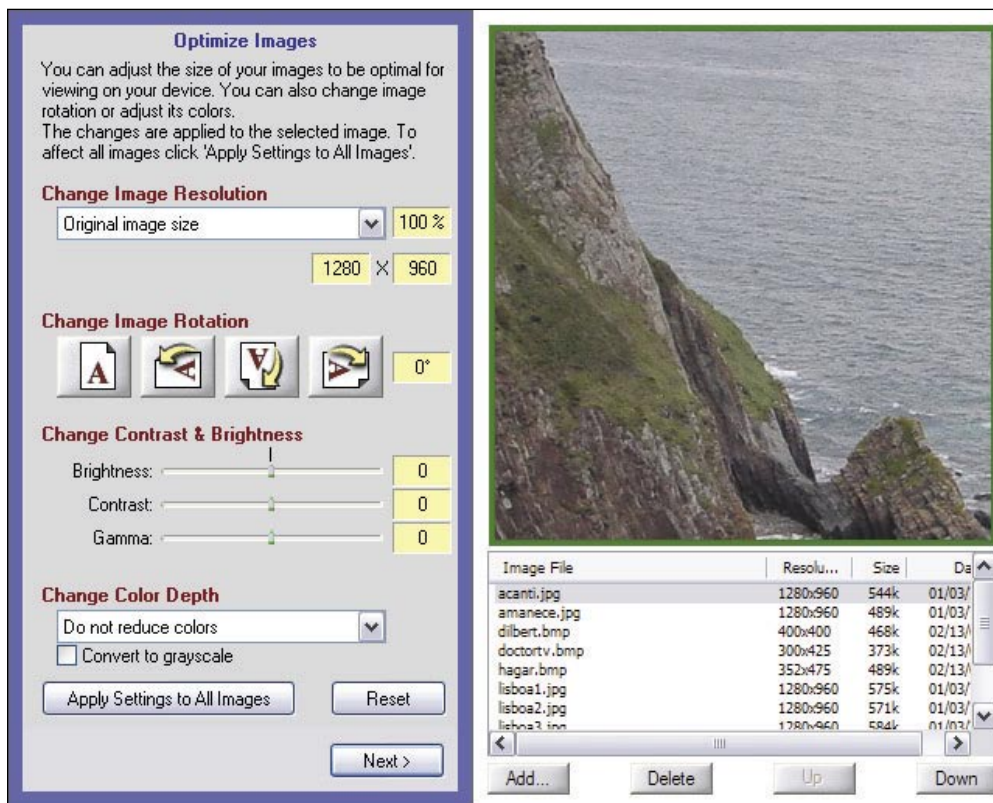 Optimize Images
You can adjust the size of your images to be optimal for
viewing on your device. You can also change image
rotation or adjust its colors.
The changes are applied to the selected image. To
affect all images click 'Apply Settings to All Images'.
Change Image Resolution
Original image size 100 %
1280 X 960
Change Image Rotation
A A A A 0°
Change Contrast & Brightness
Brightness: 0
Contrast: 0
Gamma: 0
Change Color Depth
Do not reduce colors
Convert to grayscale
Apply Settings to All Images Reset
Next >
Image File Resolu... Size Da
acanti.jpg 1280x960 544k 01/03/
amanece.jpg 1280x960 489k 01/03/
dilbert.bmp 400x400 468k 02/13/
doctortv.bmp 300x425 373k 02/13/
hagar.bmp 352x475 489k 02/13/
lisboa1.jpg 1280x960 575k 01/03/
lisboa2.jpg 1280x960 571k 01/03/
lisboa3.jpg 1280x960 584k 01/03/
Add... Delete Up Down